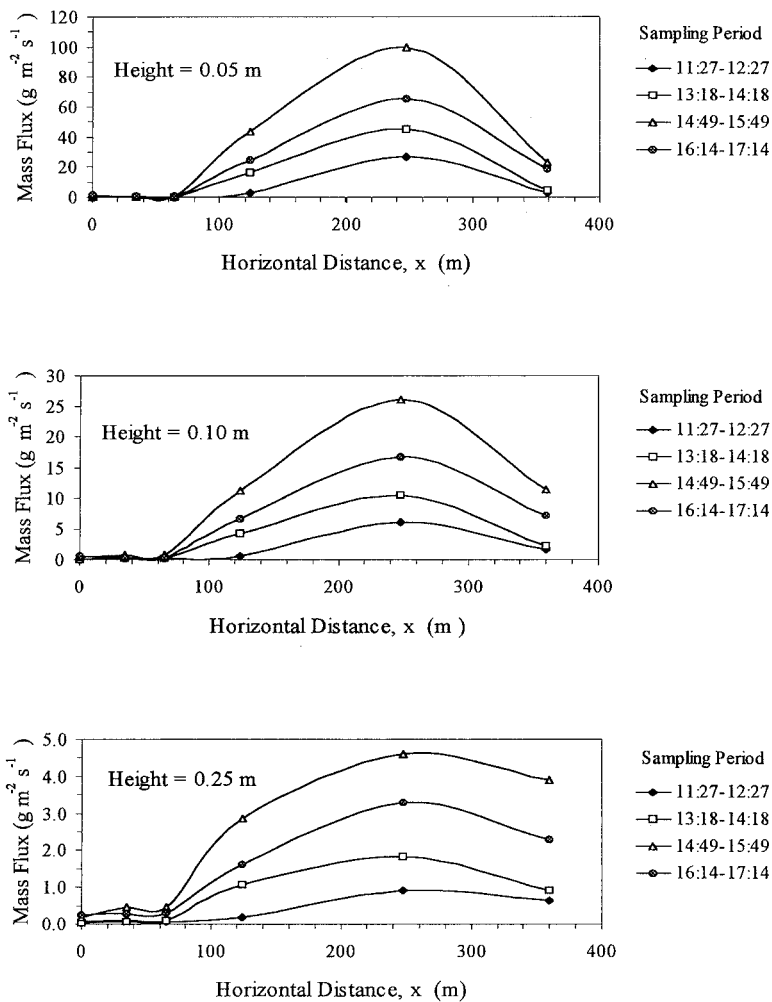 Height = 0.05 m
Mass Flux (g m⁻² s⁻¹)
120
100
80
60
40
20
0
0 100 200 300 400
Horizontal Distance, x (m)
Sampling Period
11:27-12:27
13:18-14:18
14:49-15:49
16:14-17:14
Height = 0.10 m
Mass Flux (g m⁻² s⁻¹)
30
25
20
15
10
5
0
0 100 200 300 400
Horizontal Distance, x (m )
Sampling Period
11:27-12:27
13:18-14:18
14:49-15:49
16:14-17:14
Height = 0.25 m
Mass Flux (g m⁻² s⁻¹ )
5.0
4.0
3.0
2.0
1.0
0.0
0 100 200 300 400
Horizontal Distance, x (m)
Sampling Period
11:27-12:27
13:18-14:18
14:49-15:49
16:14-17:14